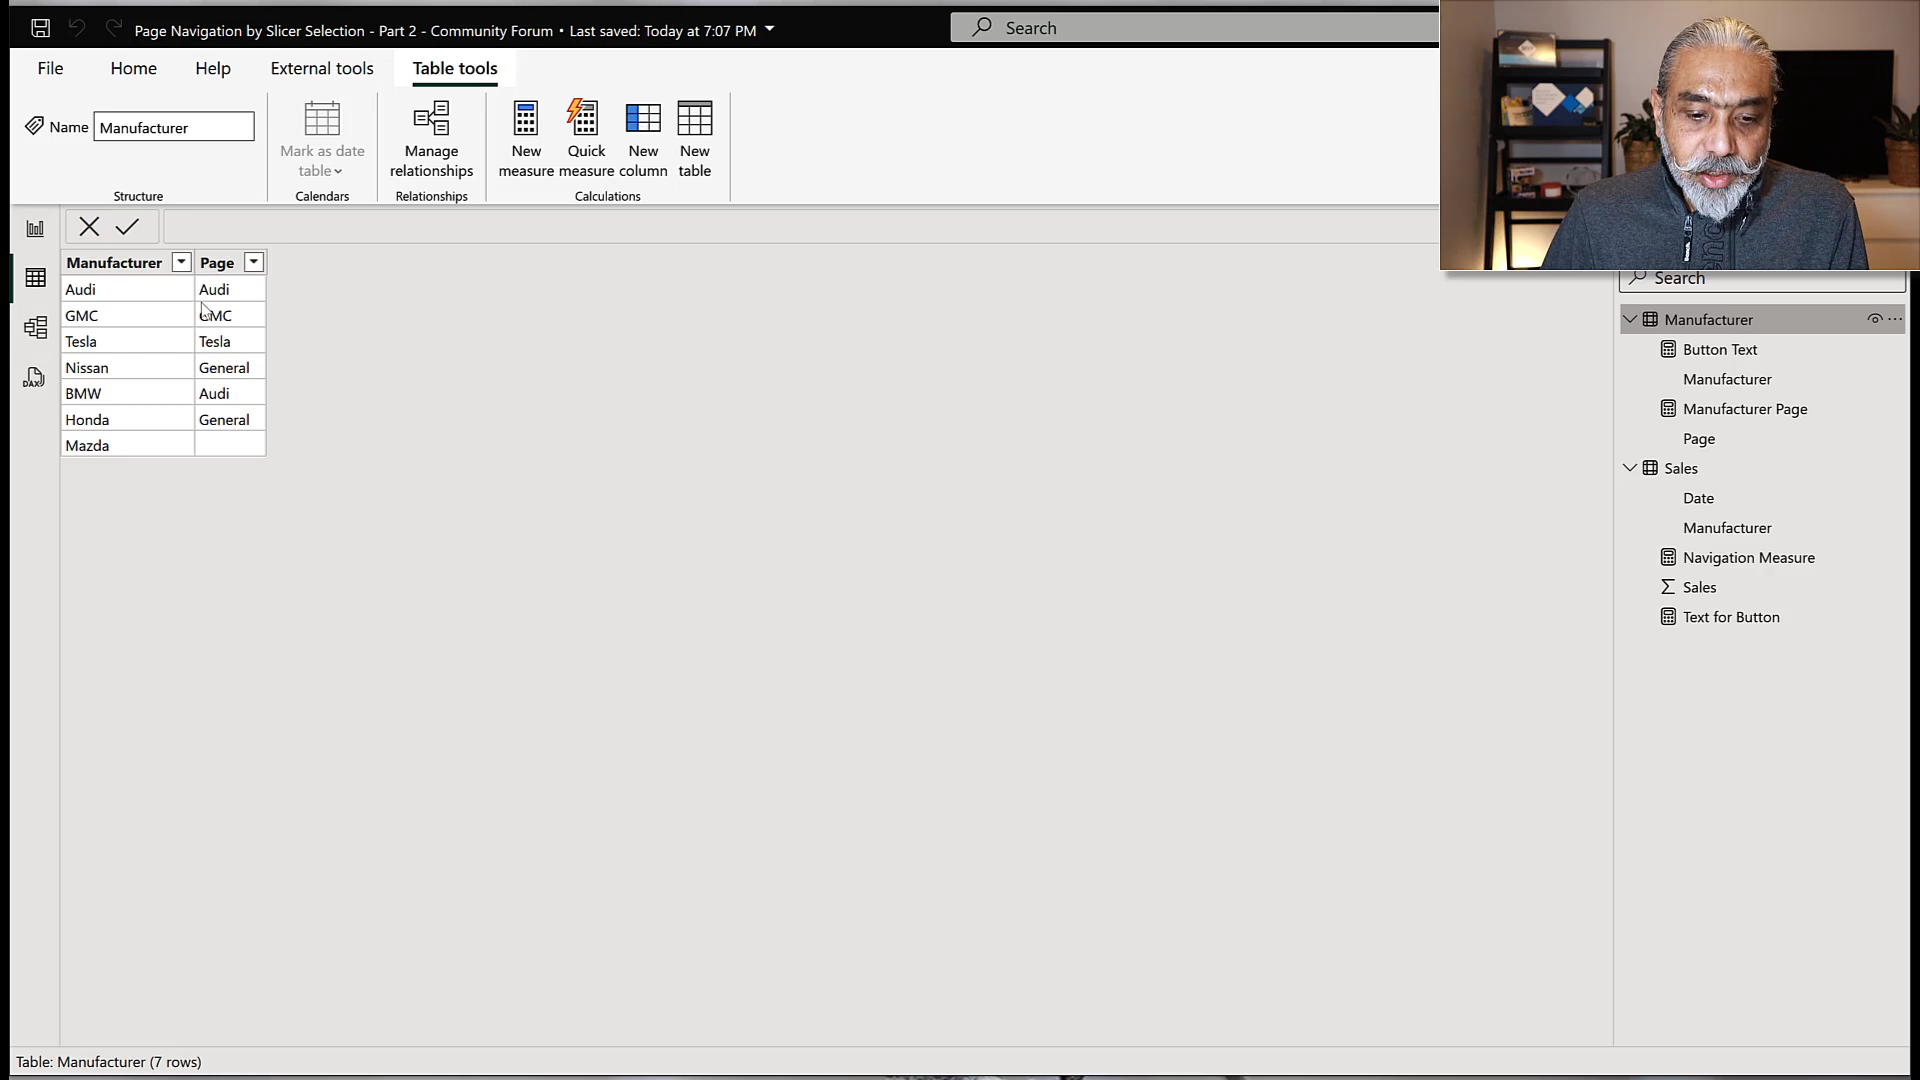 Page Navigation by Slicer Selection - Part 2 - Community Forum • Last saved: Today at 7:07 PM
Search
File Home Help External tools Table tools
Name Manufacturer
Mark as date table
Manage relationships
New measure
Quick measure
New column
New table
Structure Calendars Relationships Calculations
Manufacturer Page
Audi Audi
GMC GMC
Tesla Tesla
Nissan General
BMW Audi
Honda General
Mazda
DAX
Search
Manufacturer
Button Text
Manufacturer
Manufacturer Page
Page
Sales
Date
Manufacturer
Navigation Measure
Sales
Text for Button
Table: Manufacturer (7 rows)